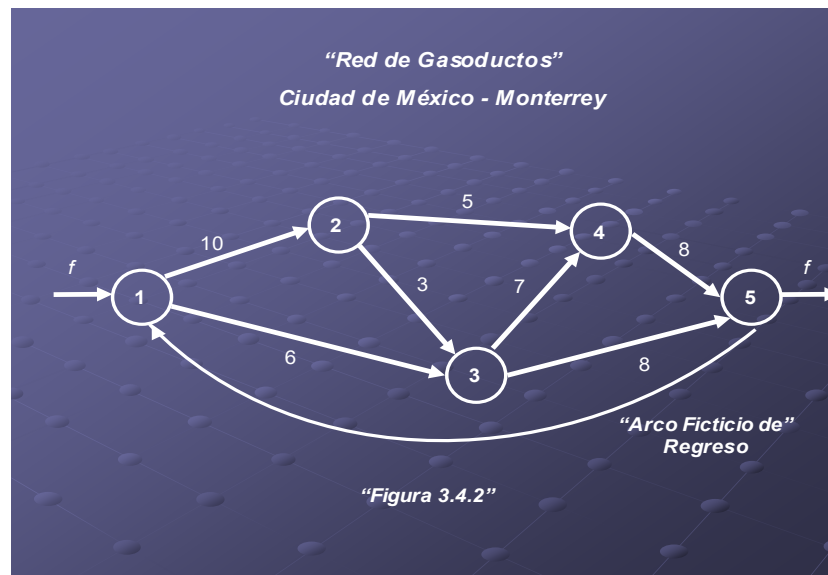 “Red de Gasoductos”
Ciudad de México - Monterrey
5
2
4
10
8
f
3
7
f
1
5
6
8
3
“Arco Ficticio de”
Regreso
“Figura 3.4.2”